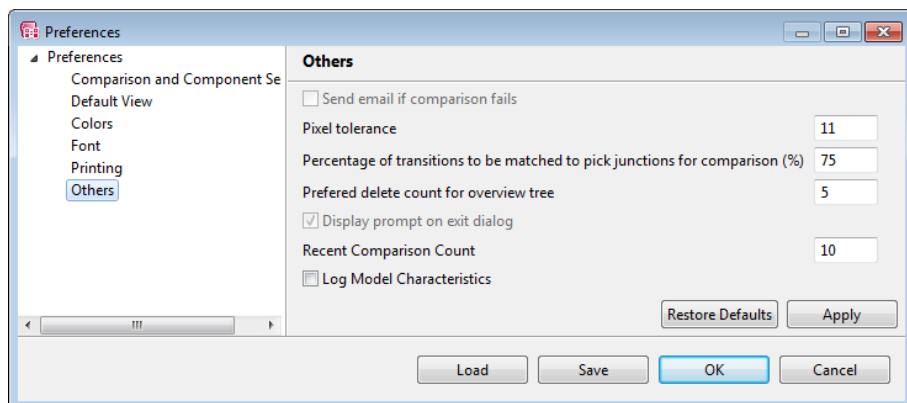 Preferences
Preferences
Comparison and Component Se
Default View
Colors
Font
Printing
Others
Others
Send email if comparison fails
Pixel tolerance 11
Percentage of transitions to be matched to pick junctions for comparison (%) 75
Prefered delete count for overview tree 5
Display prompt on exit dialog
Recent Comparison Count 10
Log Model Characteristics
Restore Defaults Apply
Load Save OK Cancel